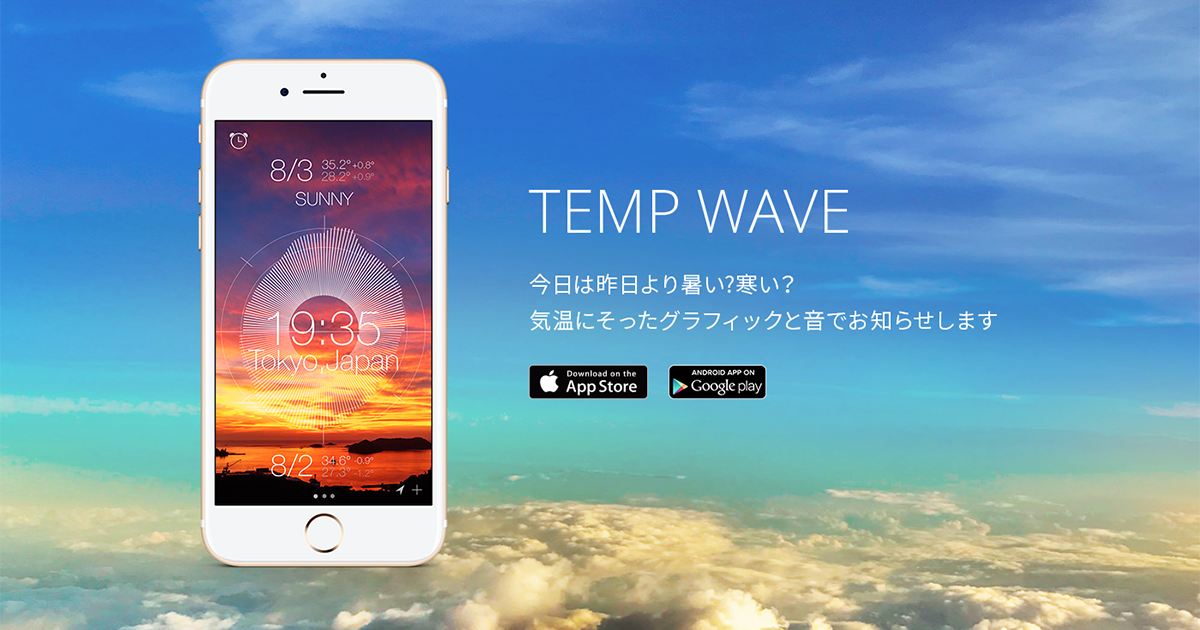 8/3 35.2° +0.8°
28.2° +0.9°
SUNNY
19:35
Tokyo,Japan
8/2 34.6° -0.9°
27.3° -1.2°
TEMP WAVE
今日は昨日より暑い?寒い?
気温にそったグラフィックと音でお知らせします
Download on the
App Store
ANDROID APP ON
Google play